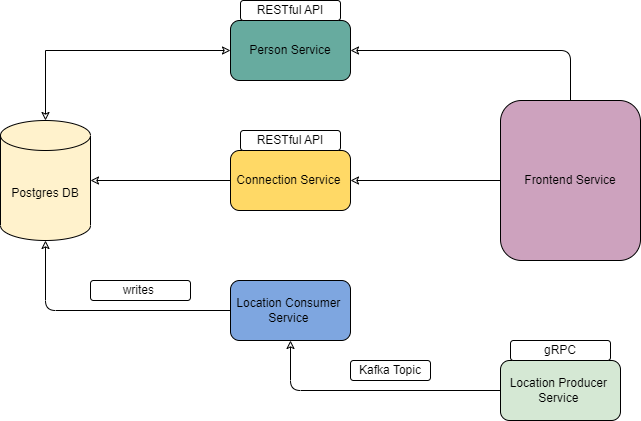 RESTful API
Person Service
RESTful API
Connection Service
Frontend Service
Postgres DB
writes
Location Consumer
Service
gRPC
Kafka Topic
Location Producer
Service